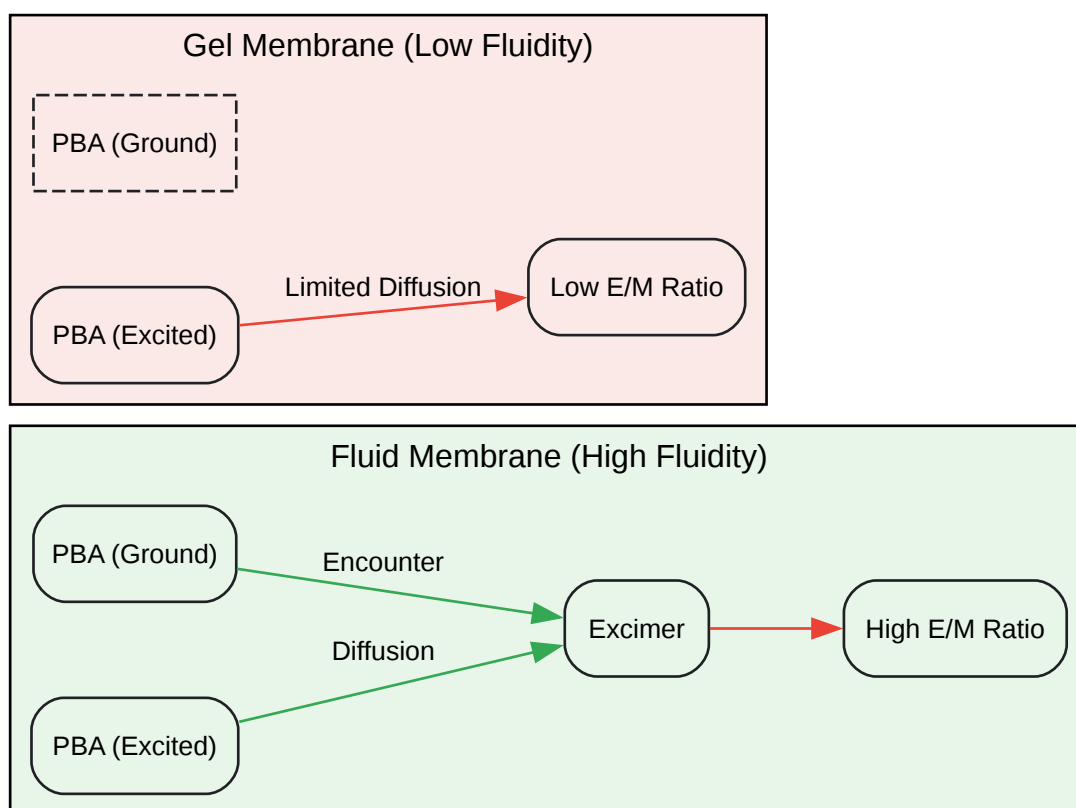 Gel Membrane (Low Fluidity)
PBA (Ground)
Limited Diffusion
Low E/M Ratio
PBA (Excited)
Fluid Membrane (High Fluidity)
PBA (Ground)
Encounter
Excimer
High E/M Ratio
Diffusion
PBA (Excited)